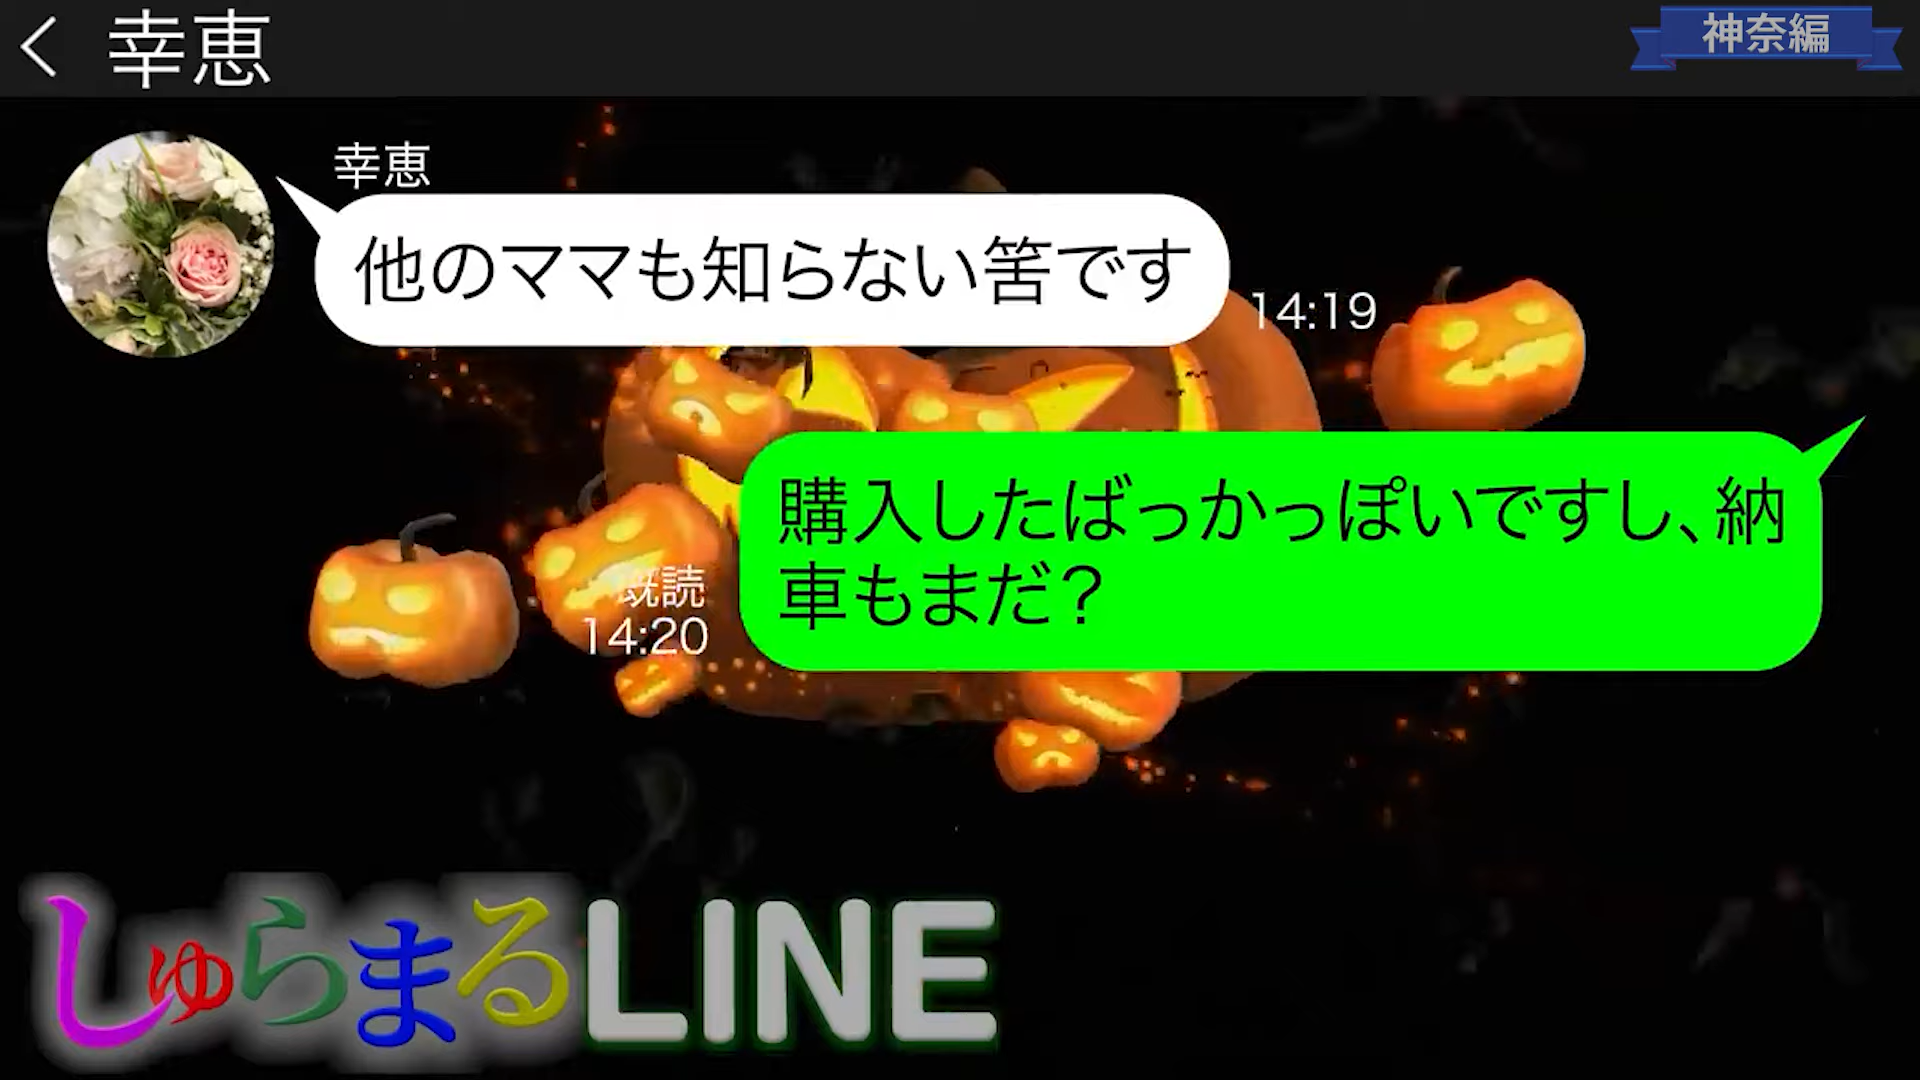 幸恵
神奈編
幸恵
他のママも知らない筈です
14:19
購入したばっかっぽいですし、納
車もまだ？
既読
14:20
しゅらまるLINE